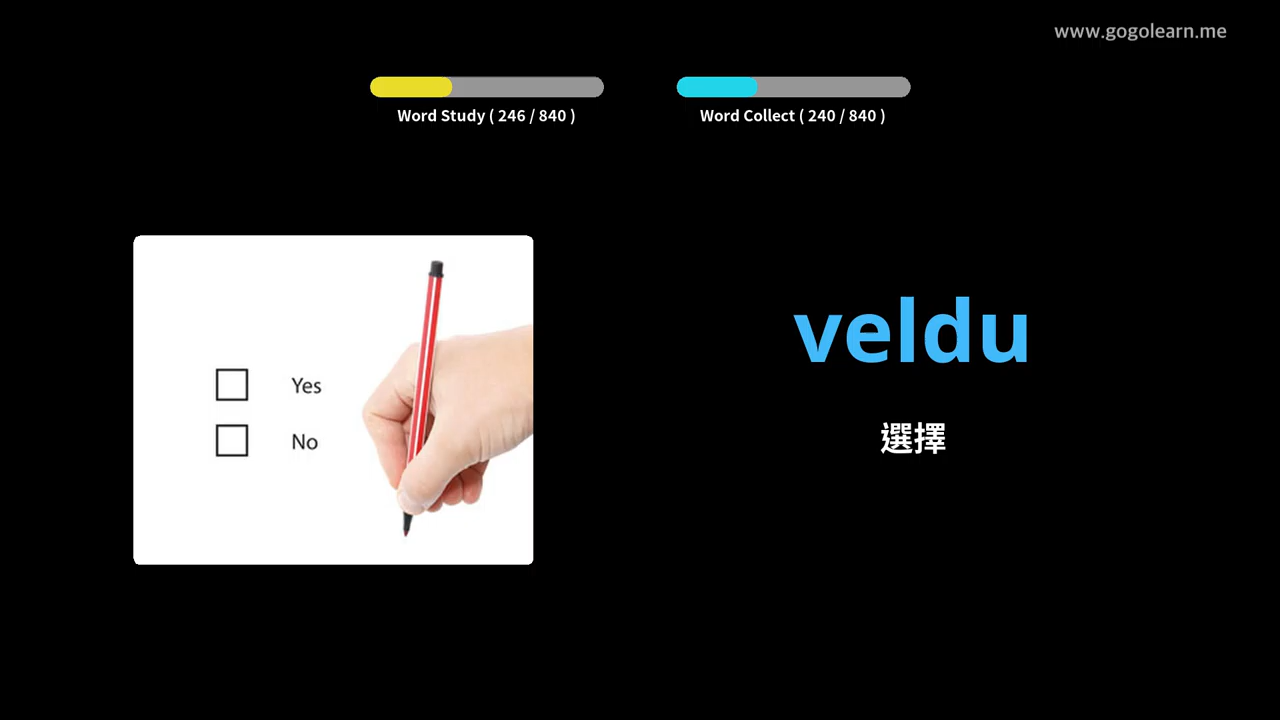 www.gogolearn.me
Word Study ( 246 / 840 )
Word Collect ( 240 / 840 )
Yes
No
veldu
選擇